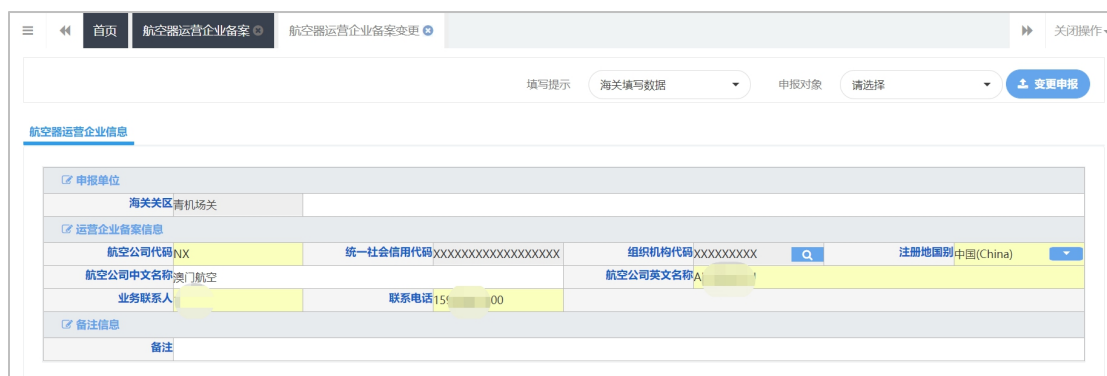 首页 航空器运营企业备案 航空器运营企业备案变更 关闭操作
填写提示 海关填写数据 申报对象 请选择 变更申报
航空器运营企业信息
申报单位
海关关区 青机场关
运营企业备案信息
航空公司代码 NX 统一社会信用代码 XXXXXXXXXXXXXXXXXX 组织机构代码 XXXXXXXXX 注册地国别 中国(China)
航空公司中文名称 澳门航空 航空公司英文名称 A
业务联系人 联系电话 159 00
备注信息
备注